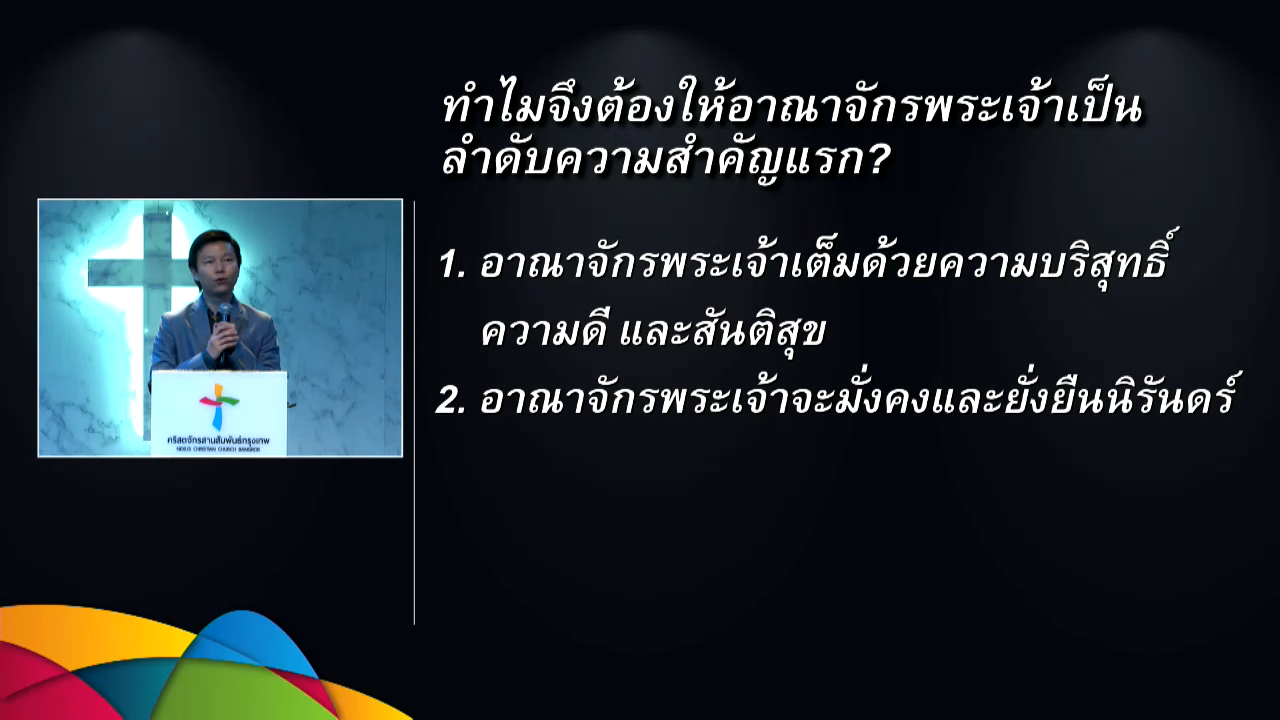 ทำไมจึงต้องให้อาณาจักรพระเจ้าเป็น
ลำดับความสำคัญแรก?
1. อาณาจักรพระเจ้าเต็มด้วยความบริสุทธิ์
ความดี และสันติสุข
2. อาณาจักรพระเจ้าจะมั่งคงและยั่งยืนนิรันดร์
คริสตจักรสานสัมพันธ์กรุงเทพ
NEXUS CHRISTIAN CHURCH BANGKOK